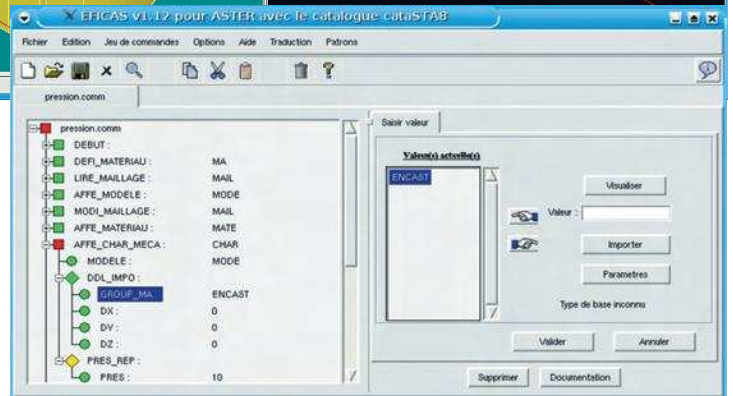 EFICAS v1.12 pour ASTER avec le catalogue cataSTAB
Fichier Edition Jeu de commandes Options Aide Traduction Patrons
pression.comm
pression.comm
DEBUT :
DEFI_MATERIAU : MA
LIRE_MAILLAGE : MAIL
AFFE_MODELE : MODE
MODI_MAILLAGE : MAIL
AFFE_MATERIAU : MATE
AFFE_CHAR_MECA : CHAR
MODELE : MODE
DDL_IMPO :
GROUP_MA ENCAST
DX : 0
DY : 0
DZ : 0
PRES_REP :
PRES : 10
Saisir valeur
Valeur(s) actuelle(s)
ENCAST
Visualiser
Valeur :
Importer
Parametres
Type de base inconnu
Valider Annuler
Supprimer Documentation